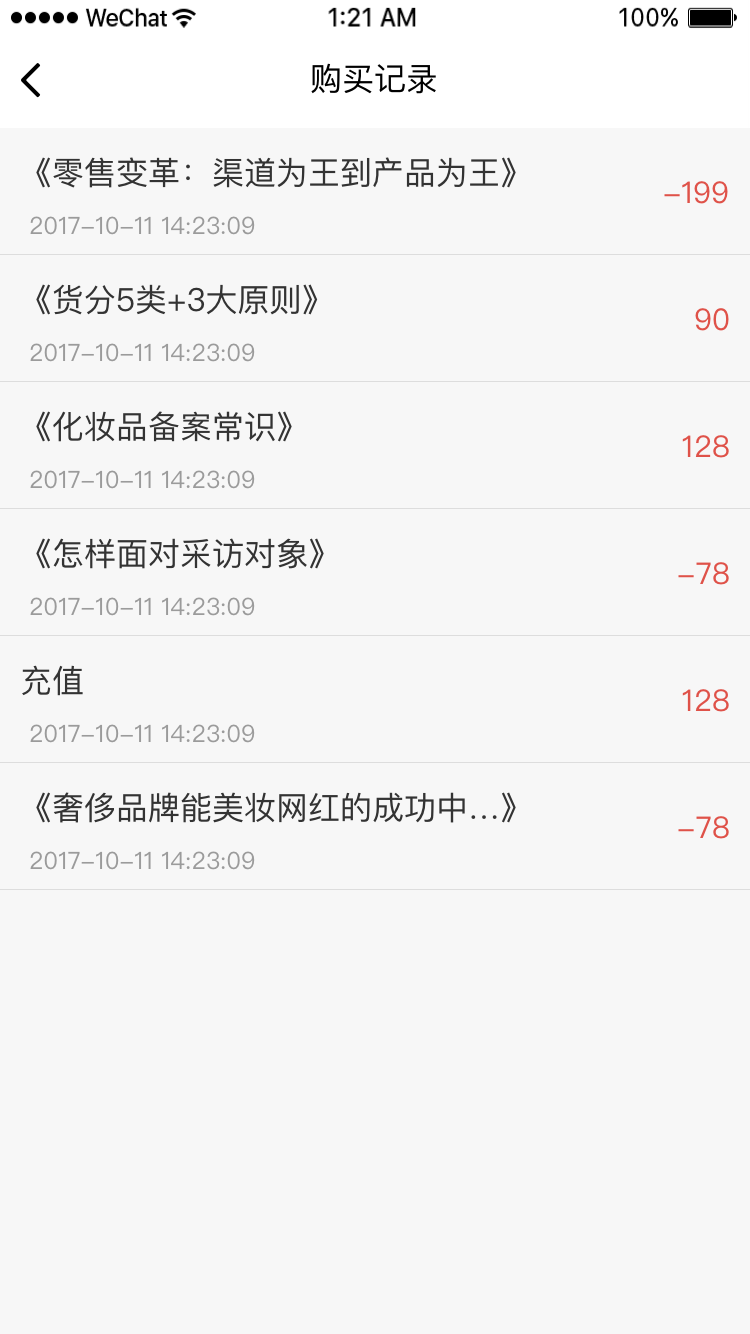 WeChat 1:21 AM 100%
购买记录
《零售变革：渠道为王到产品为王》
-199
2017-10-11 14:23:09
《货分5类+3大原则》
90
2017-10-11 14:23:09
《化妆品备案常识》
128
2017-10-11 14:23:09
《怎样面对采访对象》
-78
2017-10-11 14:23:09
充值
128
2017-10-11 14:23:09
《奢侈品牌能美妆网红的成功中...》
-78
2017-10-11 14:23:09